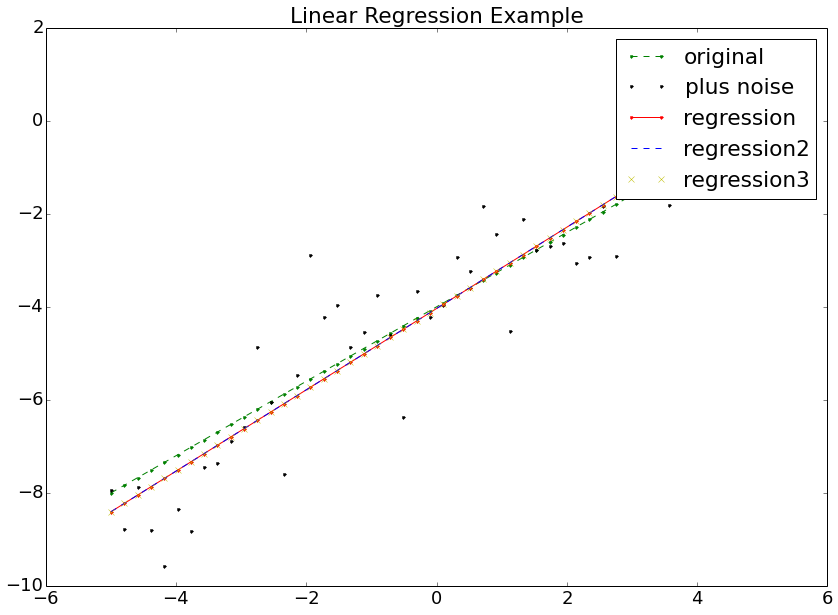 Linear Regression Example
original
plus noise
regression
regression2
regression3
2
0
−2
−4
−6
−8
−10
−6 −4 −2 0 2 4 6